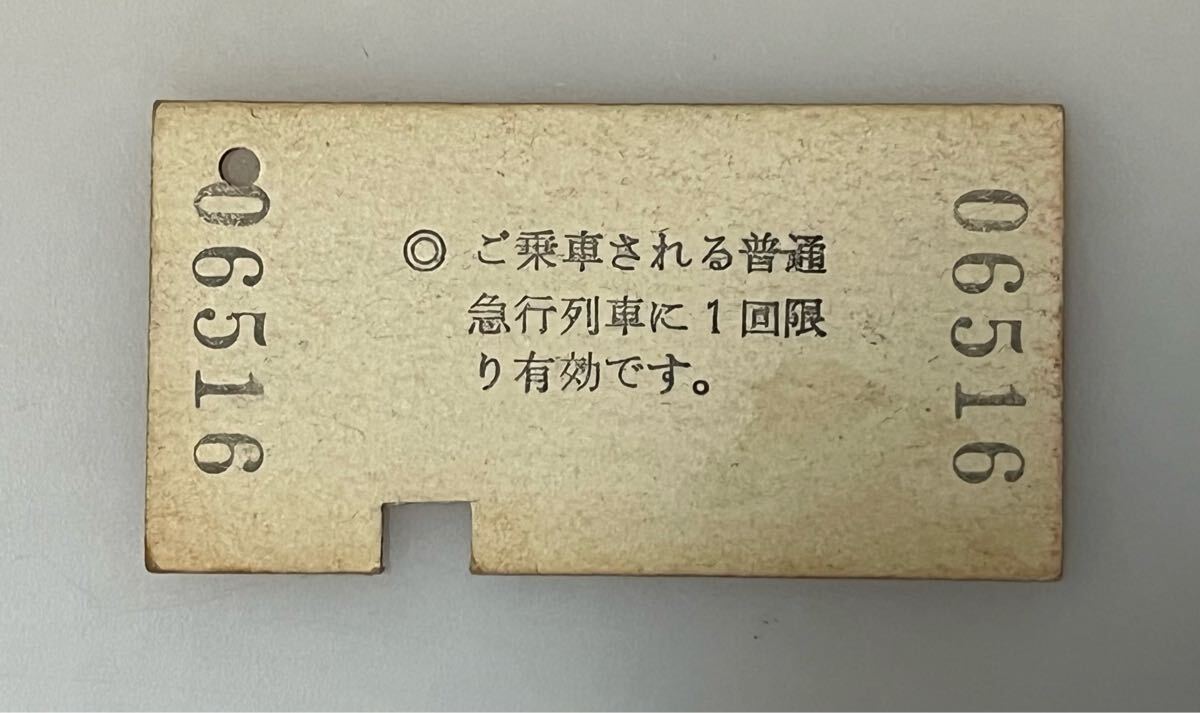 06516
◎ ご乗車される普通
急行列車に1回限
り有効です。
06516